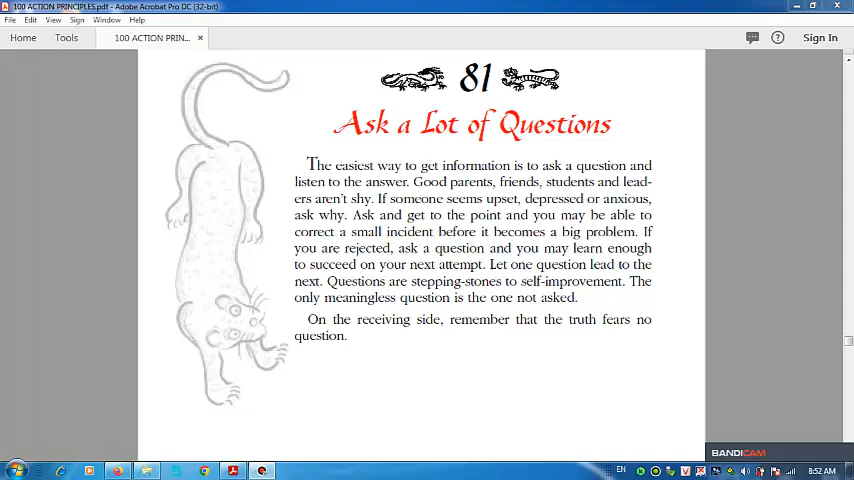 100 ACTION PRINCIPLES.pdf - Adobe Acrobat Pro DC (32-bit)
File Edit View Sign Window Help
Home Tools 100 ACTION PRIN... × Sign In
81
Ask a Lot of Questions
The easiest way to get information is to ask a question and
listen to the answer. Good parents, friends, students and lead-
ers aren't shy. If someone seems upset, depressed or anxious,
ask why. Ask and get to the point and you may be able to
correct a small incident before it becomes a big problem. If
you are rejected, ask a question and you may learn enough
to succeed on your next attempt. Let one question lead to the
next. Questions are stepping-stones to self-improvement. The
only meaningless question is the one not asked.
On the receiving side, remember that the truth fears no
question.
BANDICAM
EN 8:52 AM